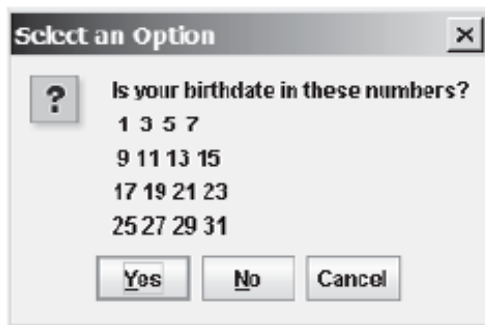 Select an Option
?
Is your birthdate in these numbers?
1 3 5 7
9 11 13 15
17 19 21 23
25 27 29 31
Yes No Cancel